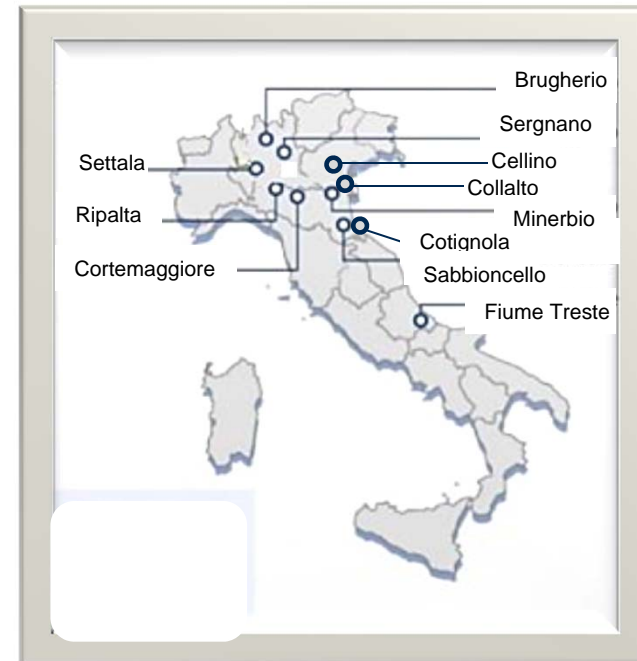 Brugherio
Sergnano
Settala
Cellino
Collalto
Ripalta
Minerbio
Cotignola
Cortemaggiore
Sabbioncello
Fiume Treste